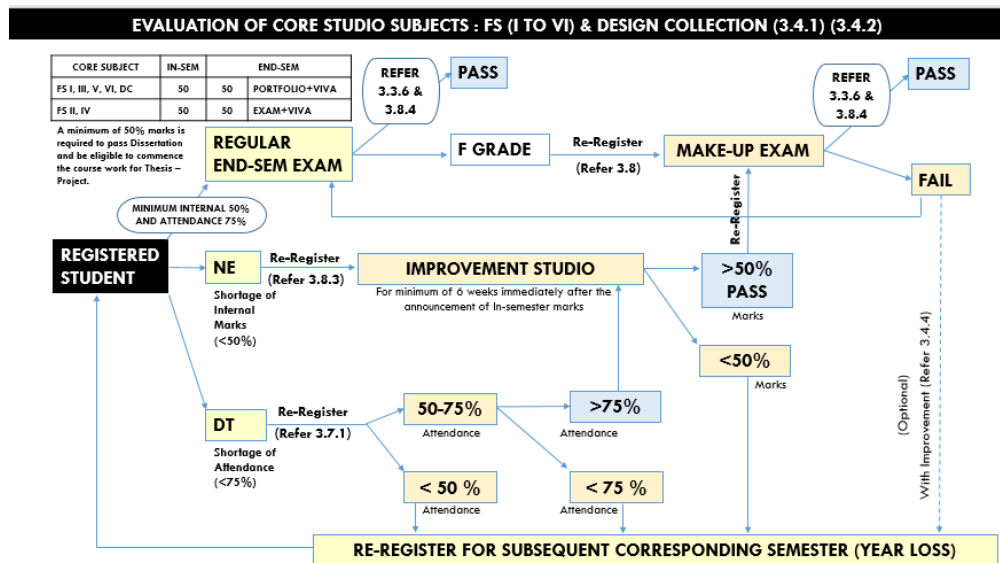 EVALUATION OF CORE STUDIO SUBJECTS : FS (I TO VI) & DESIGN COLLECTION (3.4.1) (3.4.2)
CORE SUBJECT IN-SEM END-SEM
FS I, III, V, VI, DC 50 50 PORTFOLIO+VIVA
FS II, IV 50 50 EXAM+VIVA
A minimum of 50% marks is
required to pass Dissertation
and be eligible to commence
the course work for Thesis –
Project.
REFER
3.3.6 &
3.8.4
PASS
REFER
3.3.6 &
3.8.4
PASS
REGULAR
END-SEM EXAM
F GRADE
Re-Register
(Refer 3.8)
MAKE-UP EXAM
FAIL
MINIMUM INTERNAL 50%
AND ATTENDANCE 75%
Re-Register
REGISTERED
STUDENT
NE
Shortage of
Internal
Marks
(<50%)
Re-Register
(Refer 3.8.3)
IMPROVEMENT STUDIO
For minimum of 6 weeks immediately after the
announcement of In-semester marks
>50%
PASS
Marks
<50%
Marks
(Optional)
With Improvement (Refer 3.4.4)
DT
Shortage of
Attendance
(<75%)
Re-Register
(Refer 3.7.1)
50-75%
Attendance
>75%
Attendance
< 50 %
Attendance
< 75 %
Attendance
RE-REGISTER FOR SUBSEQUENT CORRESPONDING SEMESTER (YEAR LOSS)